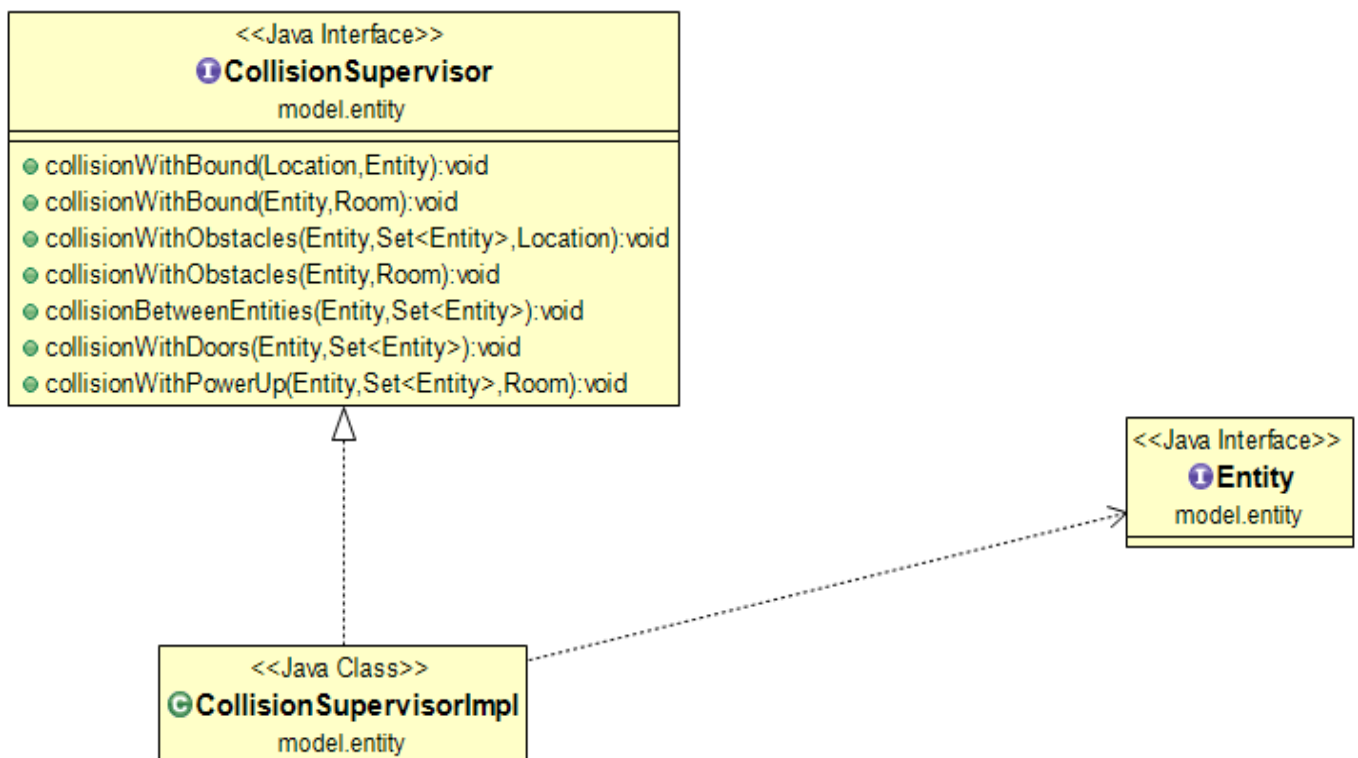 <<Java Interface>>
CollisionSupervisor
model.entity
collisionWithBound(Location,Entity):void
collisionWithBound(Entity,Room):void
collisionWithObstacles(Entity,Set<Entity>,Location):void
collisionWithObstacles(Entity,Room):void
collisionBetweenEntities(Entity,Set<Entity>):void
collisionWithDoors(Entity,Set<Entity>):void
collisionWithPowerUp(Entity,Set<Entity>,Room):void
<<Java Interface>>
Entity
model.entity
<<Java Class>>
CollisionSupervisorImpl
model.entity